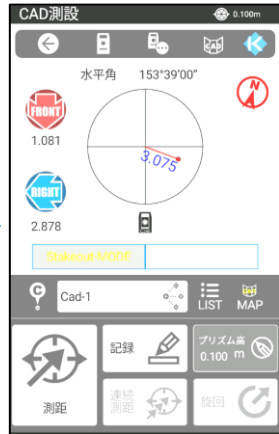 CAD測設 0.100m
CAD
水平角 153°39'00"
FRONT
1.081
3.075
RIGHT
2.878
Stakeout-MODE
Cad-1
LIST
MAP
測距
記録
プリズム高
0.100 m
連続
測距
旋回